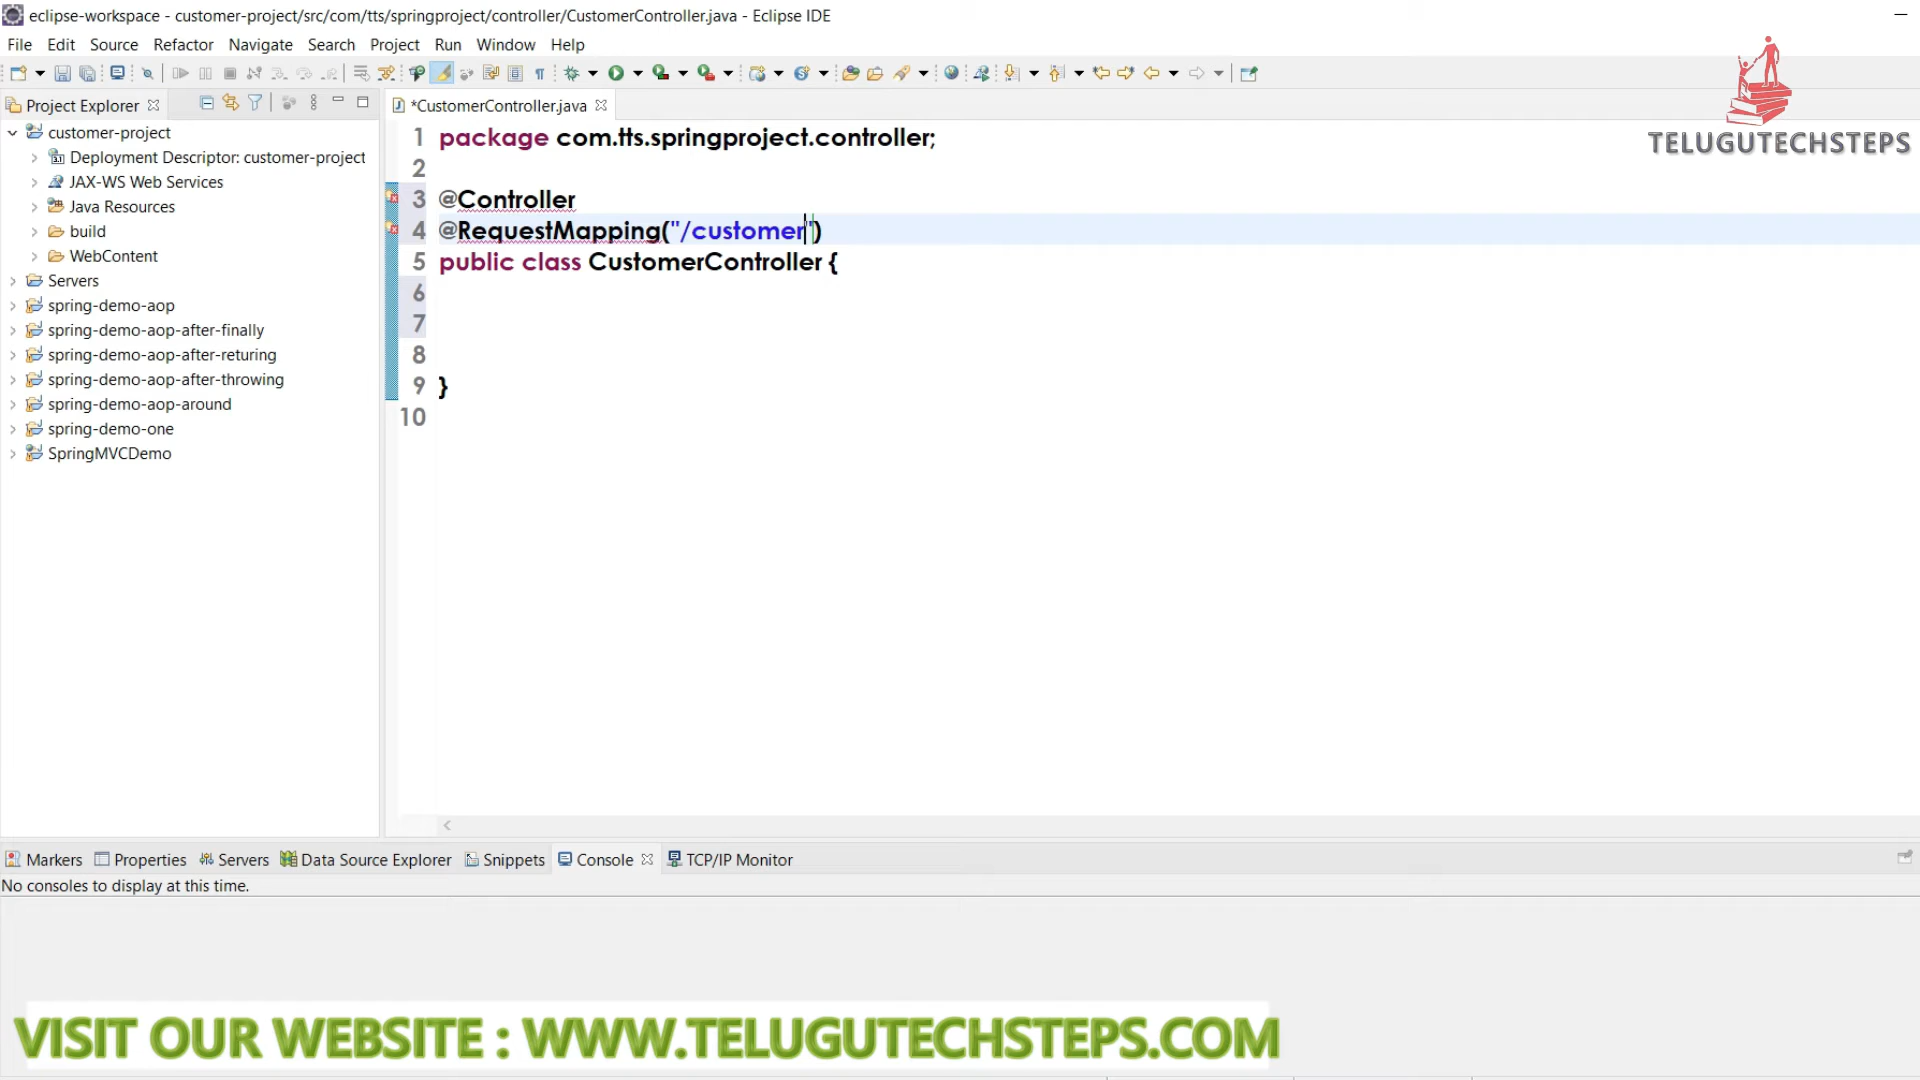 eclipse-workspace - customer-project/src/com/tts/springproject/controller/CustomerController.java - Eclipse IDE
File Edit Source Refactor Navigate Search Project Run Window Help
TELUGUTECHSTEPS
Project Explorer
*CustomerController.java
customer-project
Deployment Descriptor: customer-project
JAX-WS Web Services
Java Resources
build
WebContent
Servers
spring-demo-aop
spring-demo-aop-after-finally
spring-demo-aop-after-returing
spring-demo-aop-after-throwing
spring-demo-aop-around
spring-demo-one
SpringMVCDemo
1 package com.tts.springproject.controller;
2
3 @Controller
4 @RequestMapping("/customer")
5 public class CustomerController {
6
7
8
9 }
10
Markers Properties Servers Data Source Explorer Snippets Console TCP/IP Monitor
No consoles to display at this time.
VISIT OUR WEBSITE : WWW.TELUGUTECHSTEPS.COM